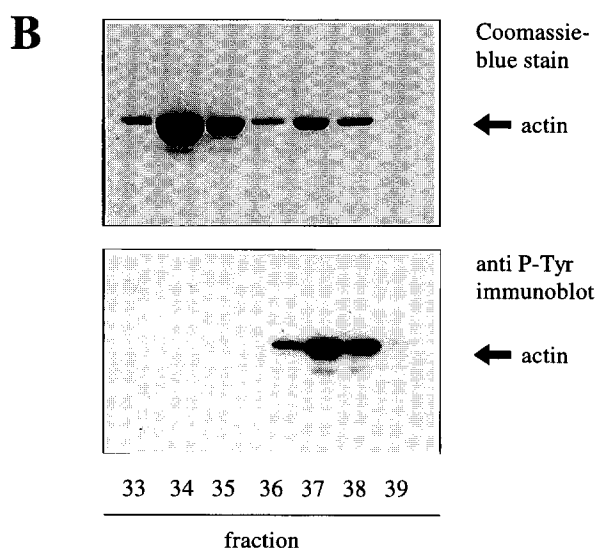 B
Coomassie-
blue stain
actin
anti P-Tyr
immunoblot
actin
33 34 35 36 37 38 39
fraction